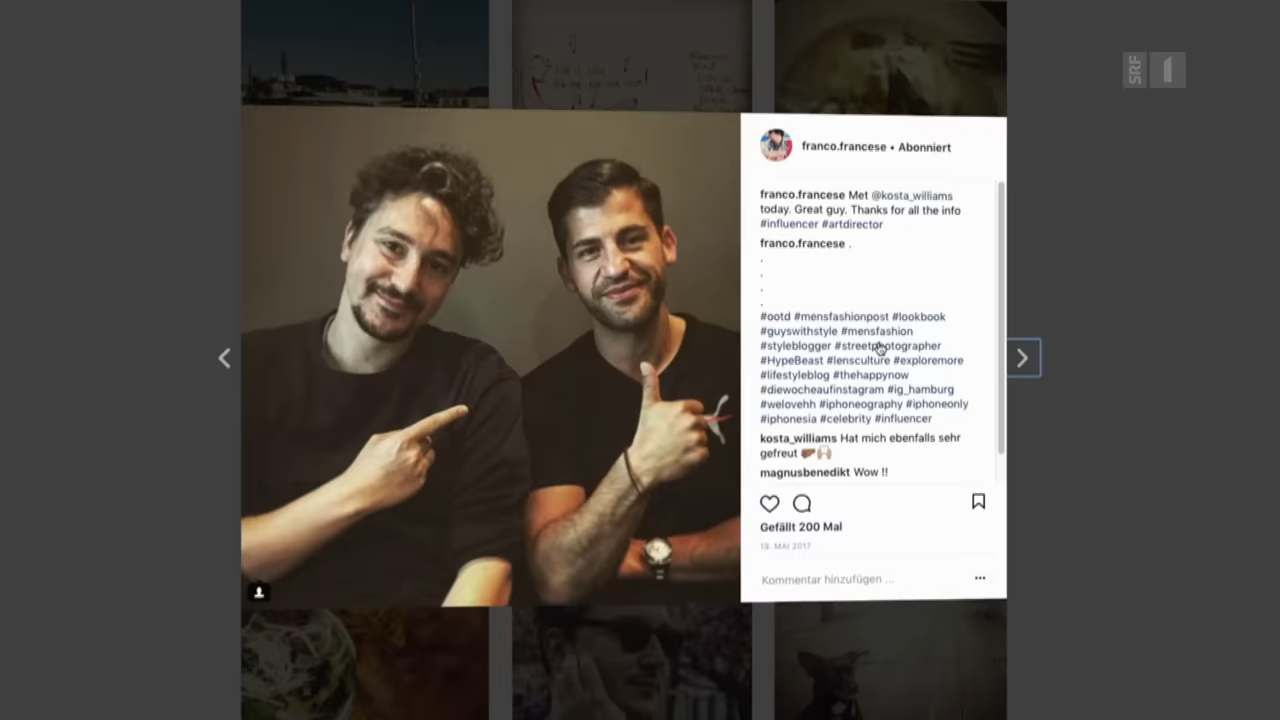 SRF 1
franco.francese • Abonniert
franco.francese Met @kosta_williams
today. Great guy. Thanks for all the info
#influencer #artdirector
franco.francese .
.
.
.
.
#ootd #mensfashionpost #lookbook
#guyswithstyle #mensfashion
#styleblogger #streetphotographer
#HypeBeast #lensculture #exploremore
#lifestyleblog #thehappynow
#diewocheaufinstagram #ig_hamburg
#welovehh #iphoneography #iphoneonly
#iphonesia #celebrity #influencer
kosta_williams Hat mich ebenfalls sehr
gefreut
magnusbenedikt Wow !!
Gefällt 200 Mal
19. MAI 2017
Kommentar hinzufügen ...